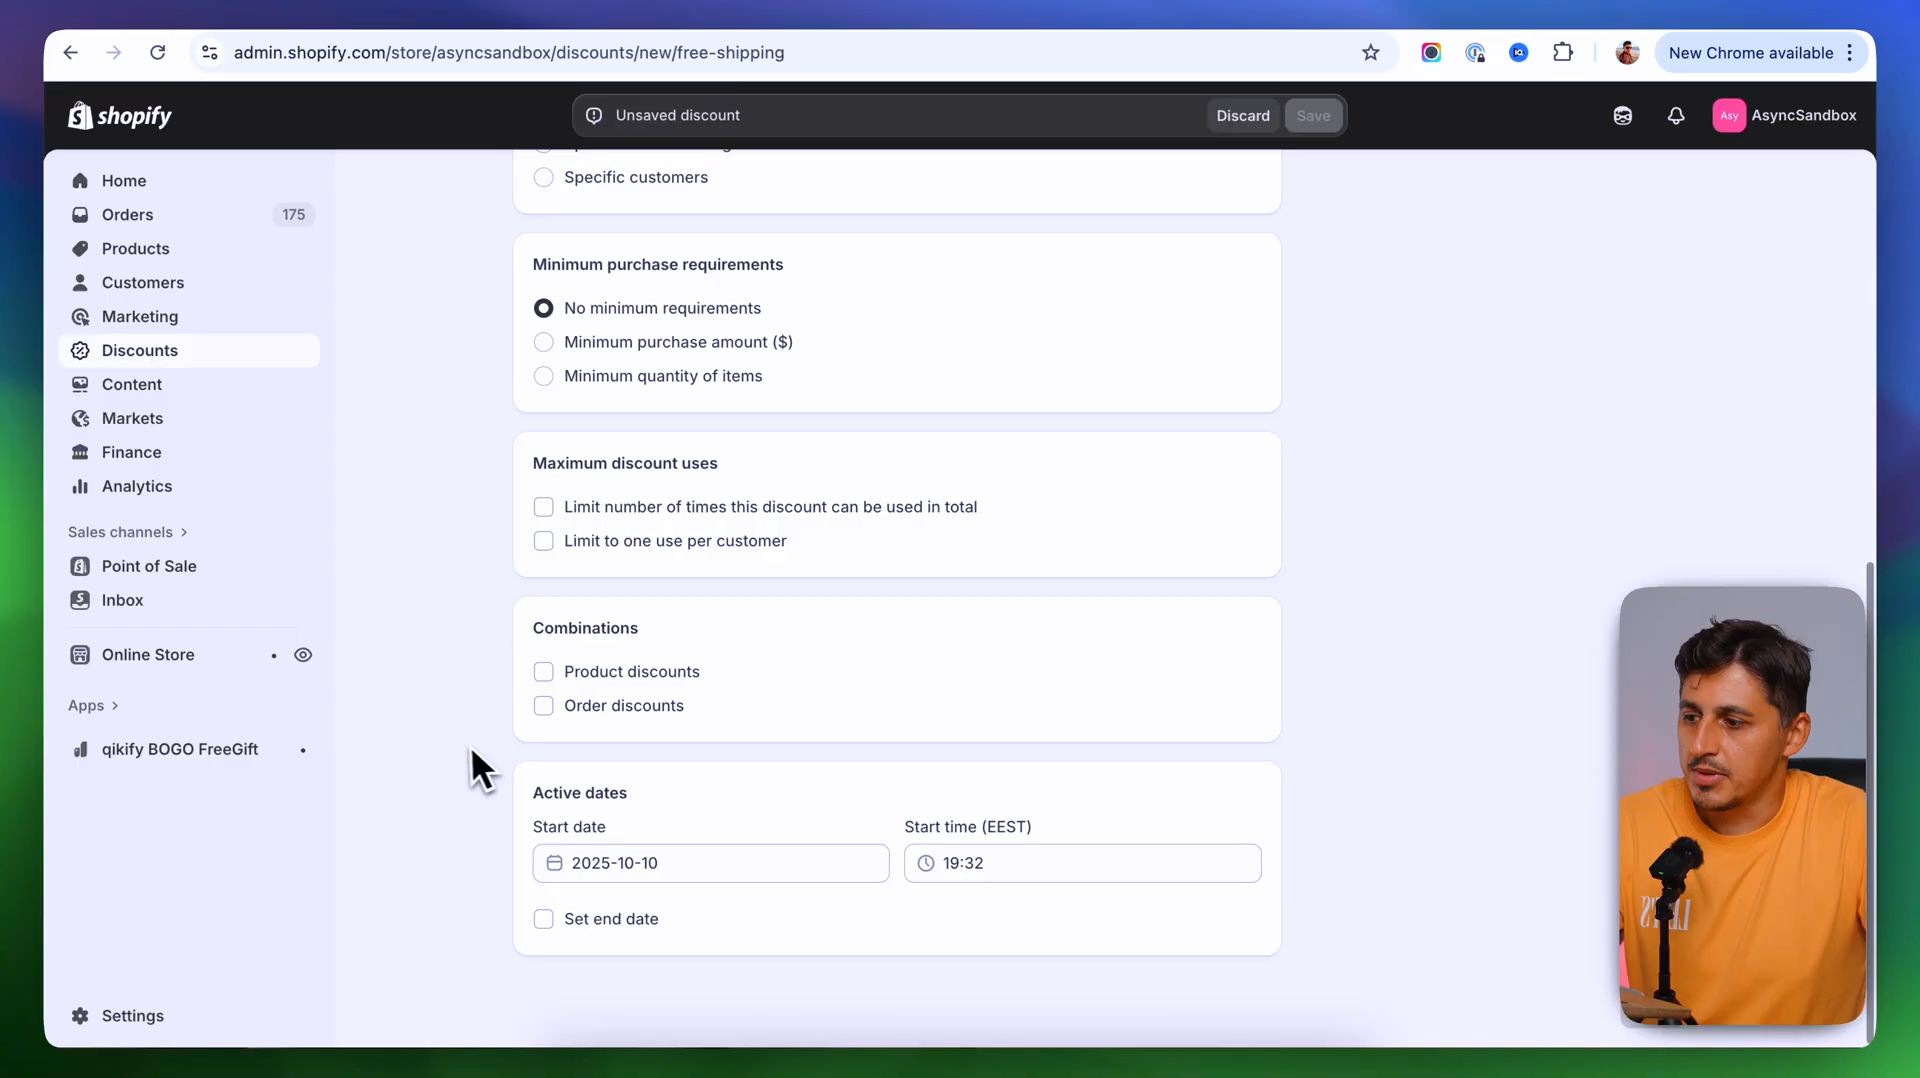 admin.shopify.com/store/asyncsandbox/discounts/new/free-shipping
New Chrome available
shopify
Unsaved discount
Discard
Save
Asy
AsyncSandbox
Home
Orders
175
Products
Customers
Marketing
Discounts
Content
Markets
Finance
Analytics
Sales channels
Point of Sale
Inbox
Online Store
Apps
qikify BOGO FreeGift
Settings
Specific customers
Minimum purchase requirements
No minimum requirements
Minimum purchase amount ($)
Minimum quantity of items
Maximum discount uses
Limit number of times this discount can be used in total
Limit to one use per customer
Combinations
Product discounts
Order discounts
Active dates
Start date
Start time (EEST)
2025-10-10
19:32
Set end date